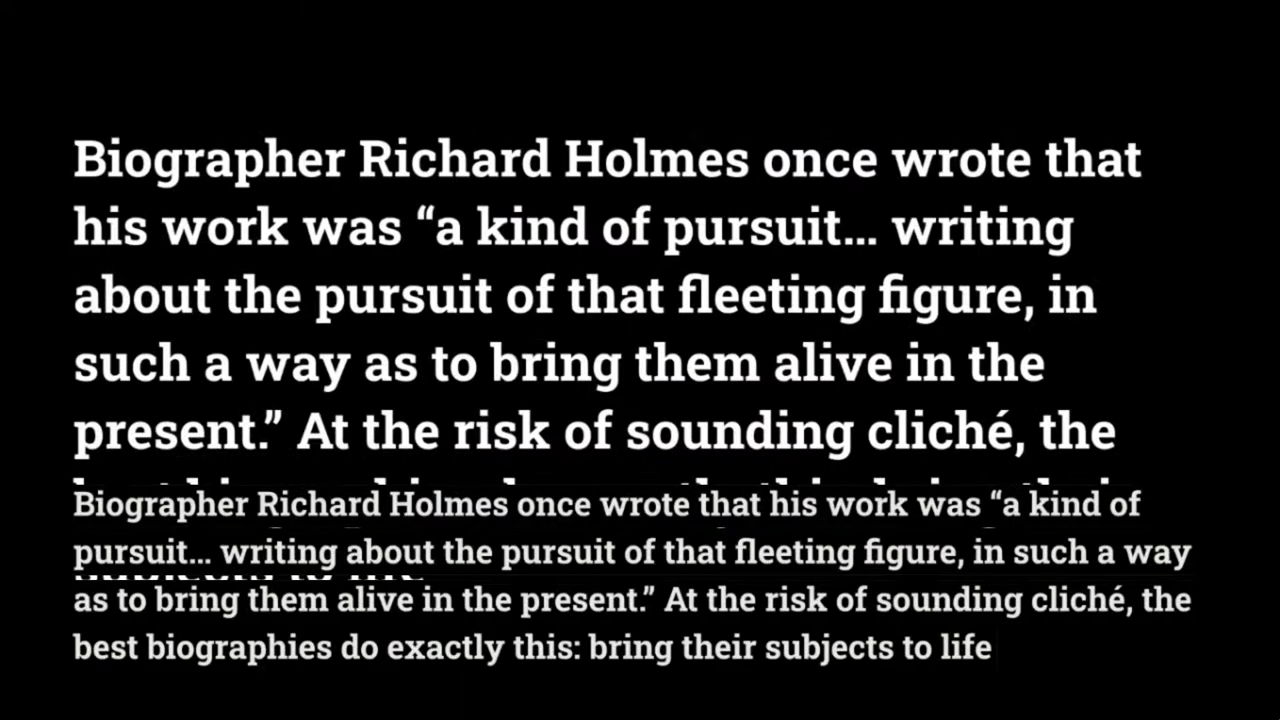 Biographer Richard Holmes once wrote that
his work was “a kind of pursuit... writing
about the pursuit of that fleeting figure, in
such a way as to bring them alive in the
present.” At the risk of sounding cliché, the
Biographer Richard Holmes once wrote that his work was “a kind of
pursuit... writing about the pursuit of that fleeting figure, in such a way
subjects to life
as to bring them alive in the present.” At the risk of sounding cliché, the
best biographies do exactly this: bring their subjects to life